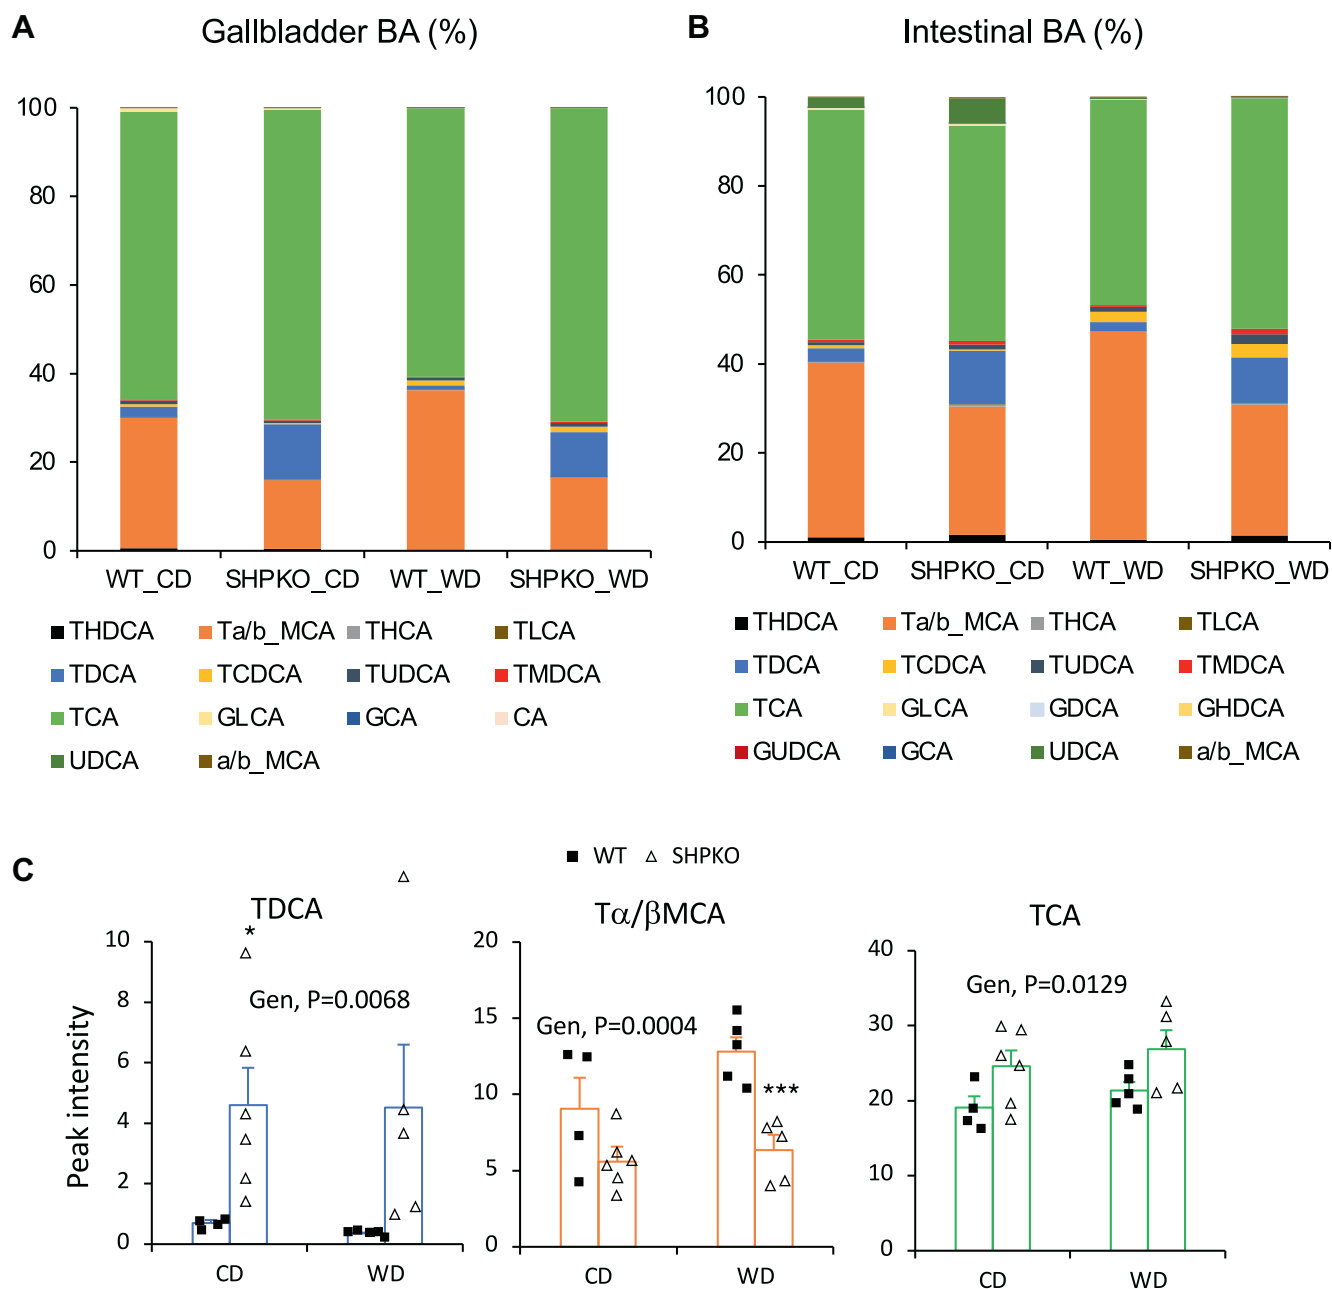 A
Gallbladder BA (%)
100
80
60
40
20
0
WT_CD SHPKO_CD WT_WD SHPKO_WD
THDCA Ta/b_MCA THCA TLCA
TDCA TCDCA TUDCA TMDCA
TCA GLCA GCA CA
UDCA a/b_MCA
B
Intestinal BA (%)
100
80
60
40
20
0
WT_CD SHPKO_CD WT_WD SHPKO_WD
THDCA Ta/b_MCA THCA TLCA
TDCA TCDCA TUDCA TMDCA
TCA GLCA GDCA GHDCA
GUDCA GCA UDCA a/b_MCA
C
WT SHPKO
TDCA
Peak intensity
10
8
6
4
2
0
*
Gen, P=0.0068
CD WD
Tα/βMCA
20
15
10
5
0
Gen, P=0.0004
***
CD WD
TCA
40
30
20
10
0
Gen, P=0.0129
CD WD